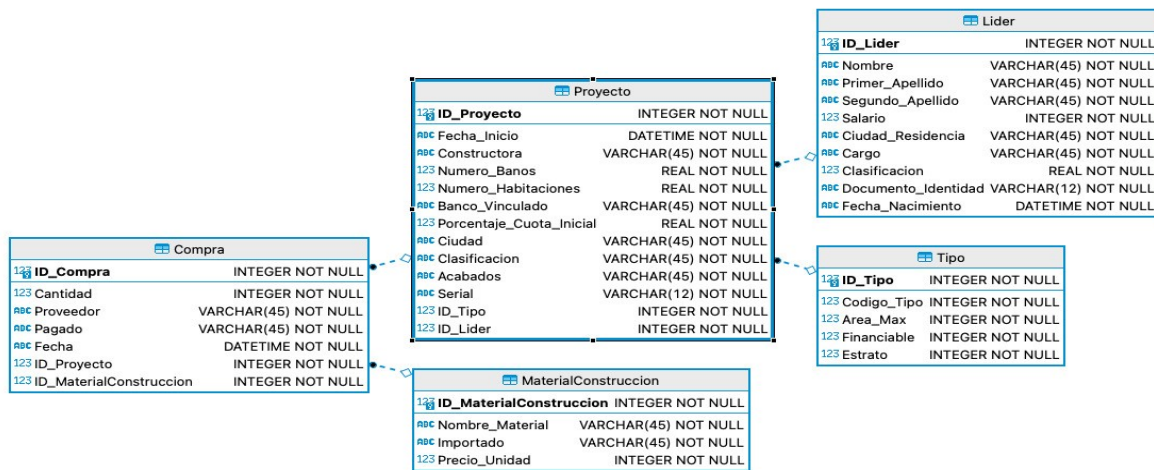 Lider
ID_Lider INTEGER NOT NULL
Nombre VARCHAR(45) NOT NULL
Primer_Apellido VARCHAR(45) NOT NULL
Segundo_Apellido VARCHAR(45) NOT NULL
Salario INTEGER NOT NULL
Ciudad_Residencia VARCHAR(45) NOT NULL
Cargo VARCHAR(45) NOT NULL
Clasificacion REAL NOT NULL
Documento_Identidad VARCHAR(12) NOT NULL
Fecha_Nacimiento DATETIME NOT NULL
Proyecto
ID_Proyecto INTEGER NOT NULL
Fecha_Inicio DATETIME NOT NULL
Constructora VARCHAR(45) NOT NULL
Numero_Banos REAL NOT NULL
Numero_Habitaciones REAL NOT NULL
Banco_Vinculado VARCHAR(45) NOT NULL
Porcentaje_Cuota_Inicial REAL NOT NULL
Ciudad VARCHAR(45) NOT NULL
Clasificacion VARCHAR(45) NOT NULL
Acabados VARCHAR(45) NOT NULL
Serial VARCHAR(12) NOT NULL
ID_Tipo INTEGER NOT NULL
ID_Lider INTEGER NOT NULL
Compra
ID_Compra INTEGER NOT NULL
Cantidad INTEGER NOT NULL
Proveedor VARCHAR(45) NOT NULL
Pagado VARCHAR(45) NOT NULL
Fecha DATETIME NOT NULL
ID_Proyecto INTEGER NOT NULL
ID_MaterialConstruccion INTEGER NOT NULL
Tipo
ID_Tipo INTEGER NOT NULL
Codigo_Tipo INTEGER NOT NULL
Area_Max INTEGER NOT NULL
Financiable INTEGER NOT NULL
Estrato INTEGER NOT NULL
MaterialConstruccion
ID_MaterialConstruccion INTEGER NOT NULL
Nombre_Material VARCHAR(45) NOT NULL
Importado VARCHAR(45) NOT NULL
Precio_Unidad INTEGER NOT NULL